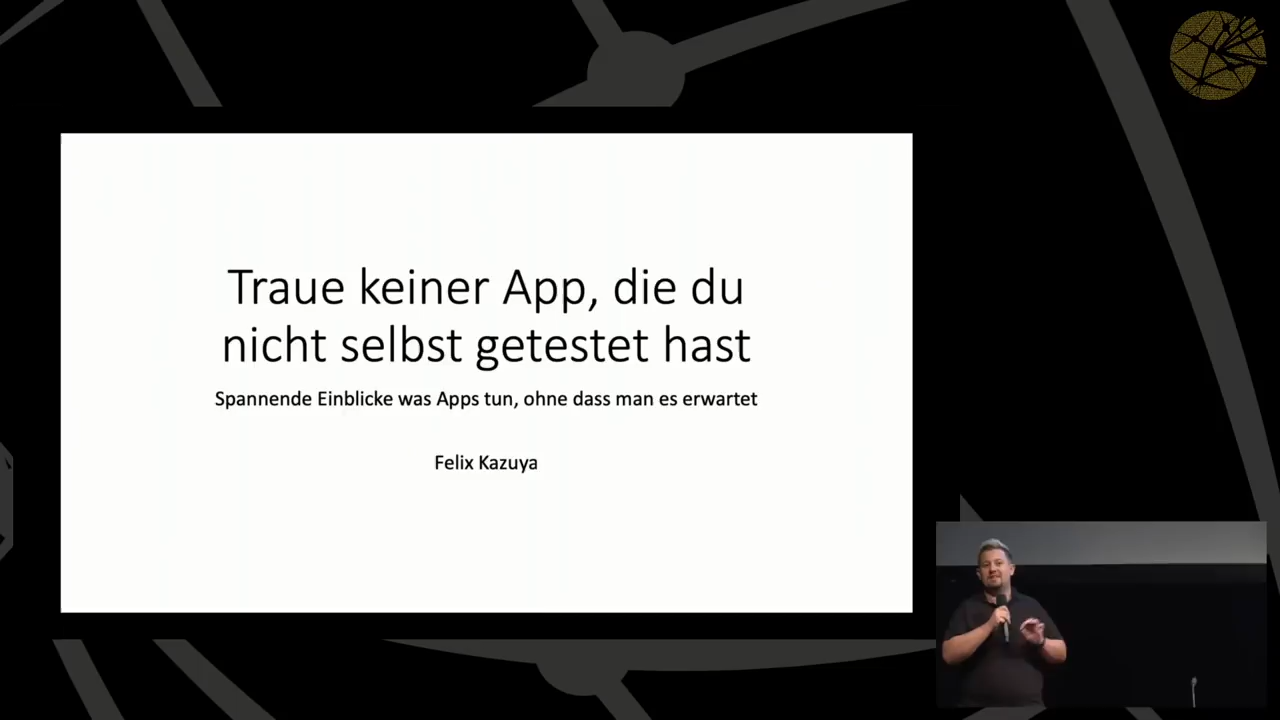 Traue keiner App, die du
nicht selbst getestet hast
Spannende Einblicke was Apps tun, ohne dass man es erwartet
Felix Kazuya